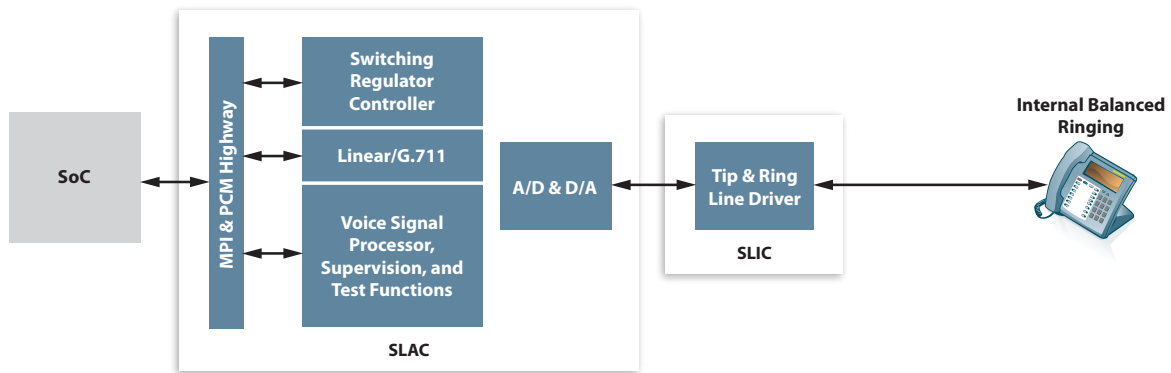 SoC
MPI & PCM Highway
Switching
Regulator
Controller
Linear/G.711
Voice Signal
Processor,
Supervision, and
Test Functions
A/D & D/A
SLAC
Tip & Ring
Line Driver
SLIC
Internal Balanced
Ringing